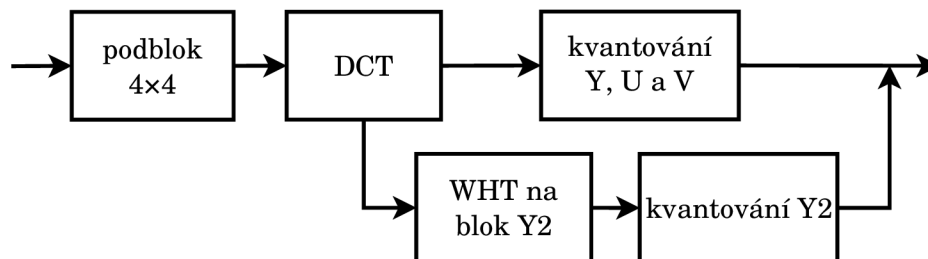 podblok
4×4
DCT
kvantování
Y, U a V
WHT na
blok Y2
kvantování Y2